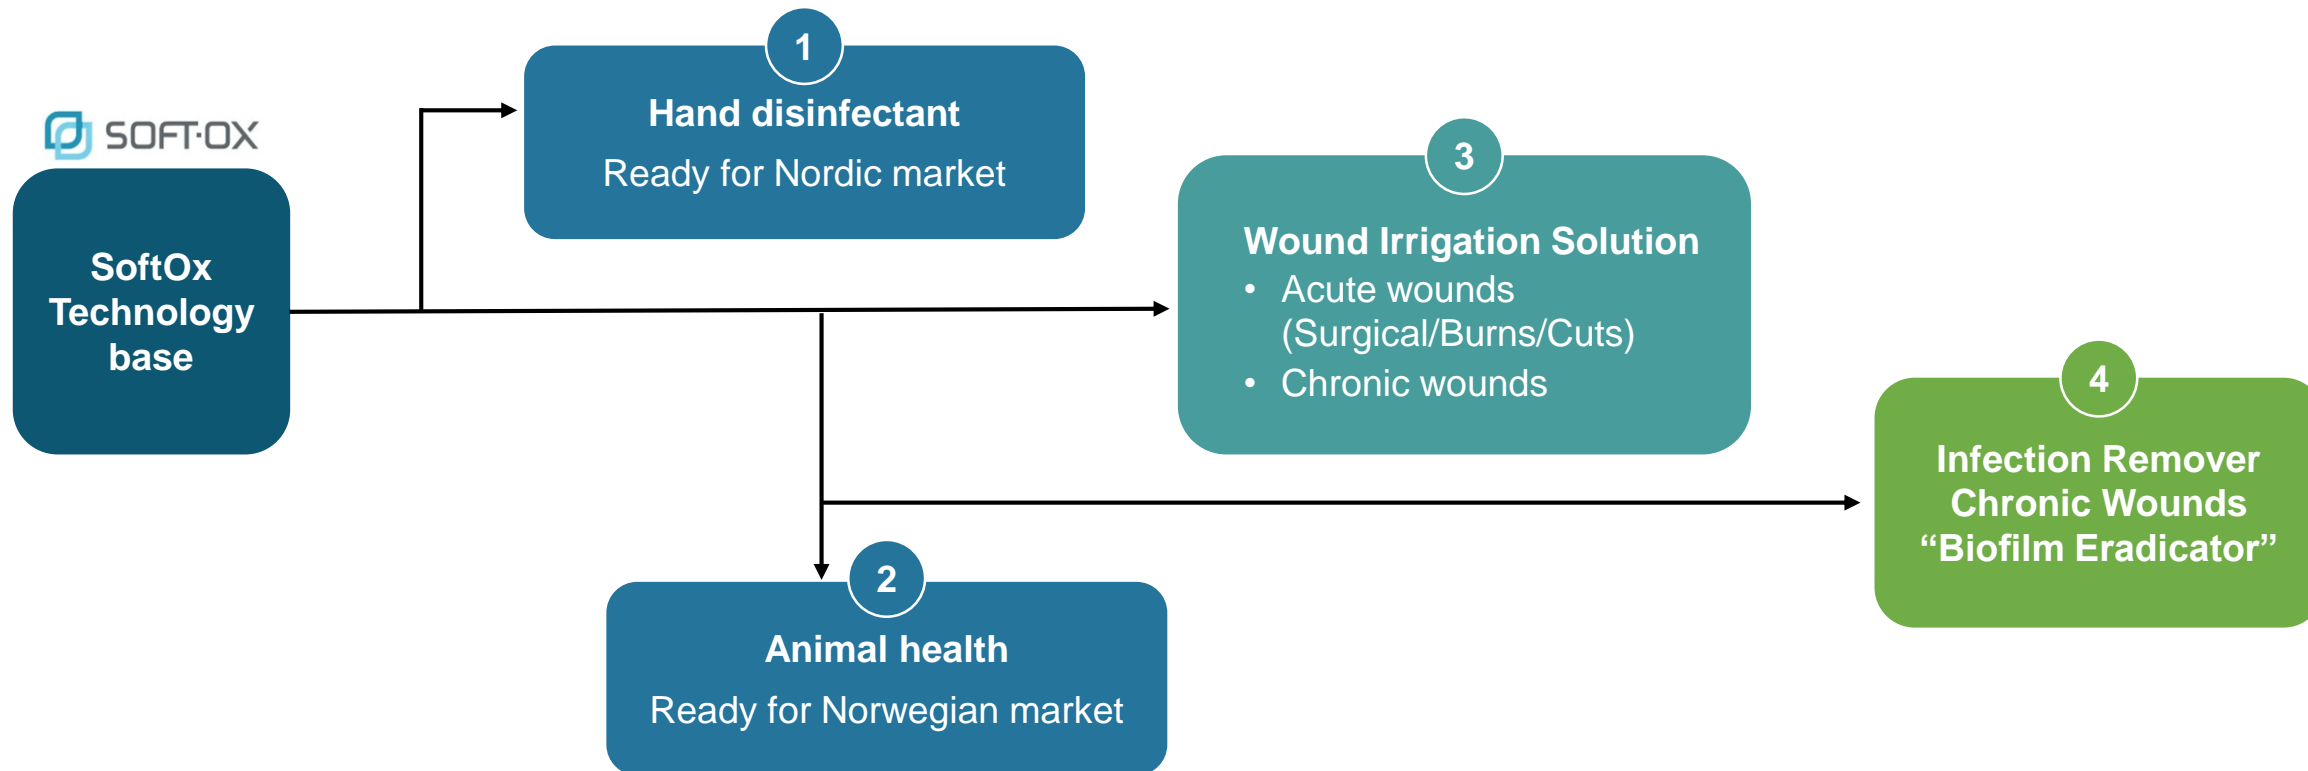 SOFT·OX
SoftOx
Technology
base
1
Hand disinfectant
Ready for Nordic market
2
Animal health
Ready for Norwegian market
3
Wound Irrigation Solution
• Acute wounds
(Surgical/Burns/Cuts)
• Chronic wounds
4
Infection Remover
Chronic Wounds
“Biofilm Eradicator”